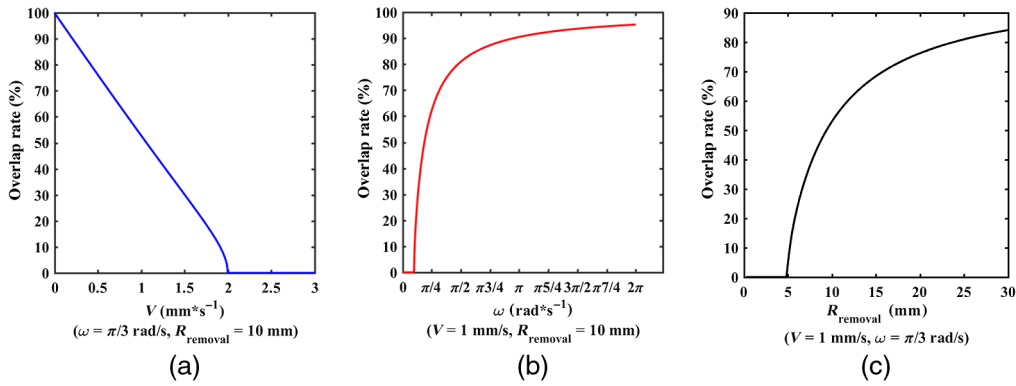 Overlap rate (%)
100
90
80
70
60
50
40
30
20
10
0
0 0.5 1 1.5 2 2.5 3
V (mm*s⁻¹)
(ω = π/3 rad/s, R_removal = 10 mm)
(a)
Overlap rate (%)
100
90
80
70
60
50
40
30
20
10
0
0 π/4 π/2 π3/4 π π5/4 3π/2 π7/4 2π
ω (rad*s⁻¹)
(V = 1 mm/s, R_removal = 10 mm)
(b)
Overlap rate (%)
90
80
70
60
50
40
30
20
10
0
0 5 10 15 20 25 30
R_removal (mm)
(V = 1 mm/s, ω = π/3 rad/s)
(c)